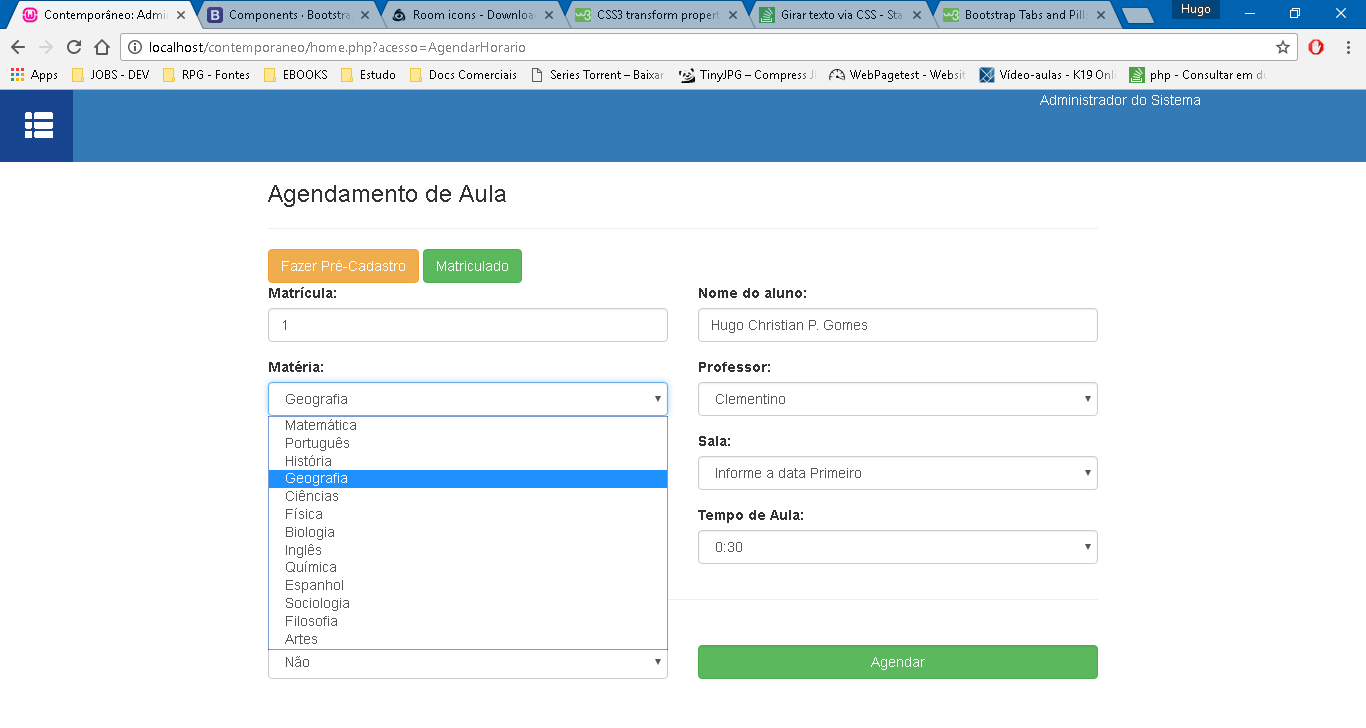 Contemporâneo: Admi
Components · Bootstra
Room icons - Downloa
CSS3 transform propert
Girar texto via CSS - Sta
Bootstrap Tabs and Pill
Hugo
localhost/contemporaneo/home.php?acesso=AgendarHorario
Apps
JOBS - DEV
RPG - Fontes
EBOOKS
Estudo
Docs Comerciais
Series Torrent – Baixar
TinyJPG – Compress J
WebPagetest - Websit
Vídeo-aulas - K19 Onl
php - Consultar em d
Administrador do Sistema
Agendamento de Aula
Fazer Pré-Cadastro
Matriculado
Matrícula:
Nome do aluno:
1
Hugo Christian P. Gomes
Matéria:
Professor:
Geografia
Clementino
Matemática
Português
História
Geografia
Ciências
Física
Biologia
Inglês
Química
Espanhol
Sociologia
Filosofia
Artes
Sala:
Informe a data Primeiro
Tempo de Aula:
0:30
Não
Agendar